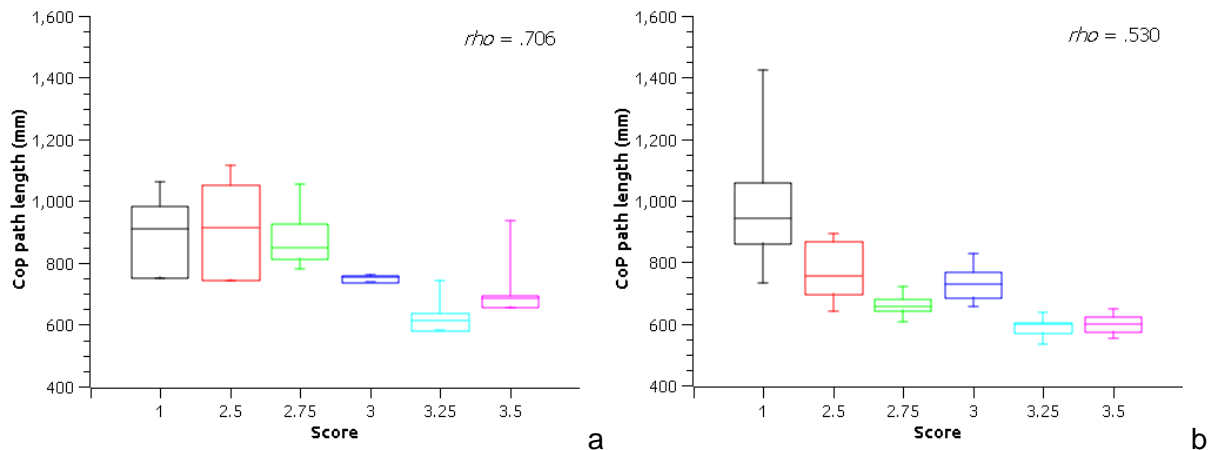 1,600
rho = .706
1,400
1,200
1,000
800
600
400
Cop path length (mm)
1 2.5 2.75 3 3.25 3.5
Score
a
1,600
rho = .530
1,400
1,200
1,000
800
600
400
CoP path length (mm)
1 2.5 2.75 3 3.25 3.5
Score
b